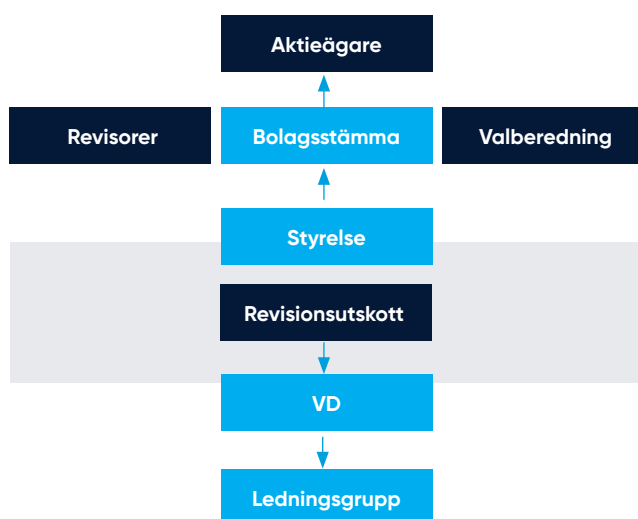 Aktieägare
Revisorer
Bolagsstämma
Valberedning
Styrelse
Revisionsutskott
VD
Ledningsgrupp